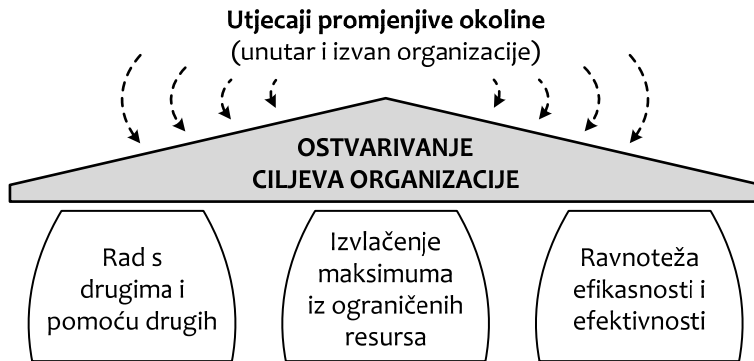 Utjecaji promjenjive okoline
(unutar i izvan organizacije)
OSTVARIVANJE
CILJEVA ORGANIZACIJE
Rad s
drugima i
pomoću drugih
Izvlačenje
maksimuma
iz ograničenih
resursa
Ravnoteža
efikasnosti i
efektivnosti